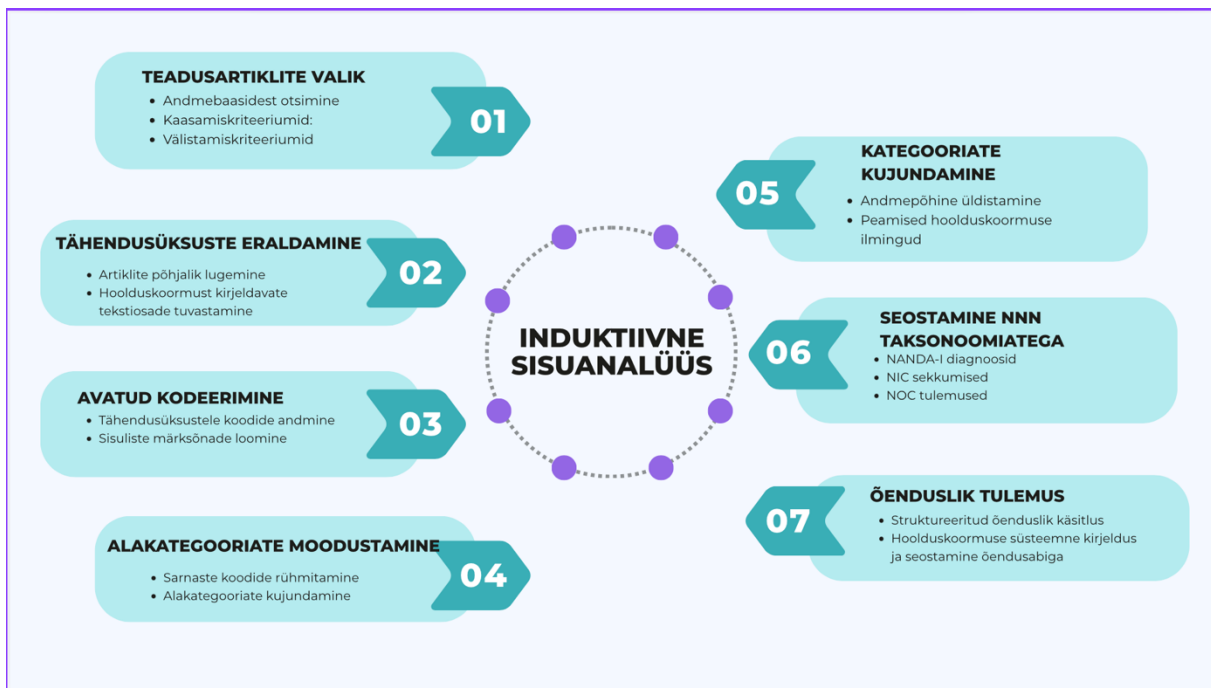 TEADUSARTIKLITE VALIK
• Andmebaasidest otsimine
• Kaasamiskriteeriumid:
• Välistamiskriteeriumid
01
TÄHENDUSÜKSUSTE ERALDAMINE
• Artiklite põhjalik lugemine
• Hoolduskoormust kirjeldavate
tekstiosade tuvastamine
02
AVATUD KODEERIMINE
• Tähendusüksustele koodide andmine
• Sisuliste märksõnade loomine
03
ALAKATEGOORIATE MOODUSTAMINE
• Sarnaste koodide rühmitamine
• Alakategooriate kujundamine
04
INDUKTIIVNE
SISUANALÜÜS
05
KATEGOORIATE
KUJUNDAMINE
• Andmepõhine üldistamine
• Peamised hoolduskoormuse
ilmingud
06
SEOSTAMINE NNN
TAKSONOOMIATEGA
• NANDA-I diagnoosid
• NIC sekkumised
• NOC tulemused
07
ÕENDUSLIK TULEMUS
• Struktureeritud õenduslik käsitlus
• Hoolduskoormuse süsteemne kirjeldus
ja seostamine õendusabiga